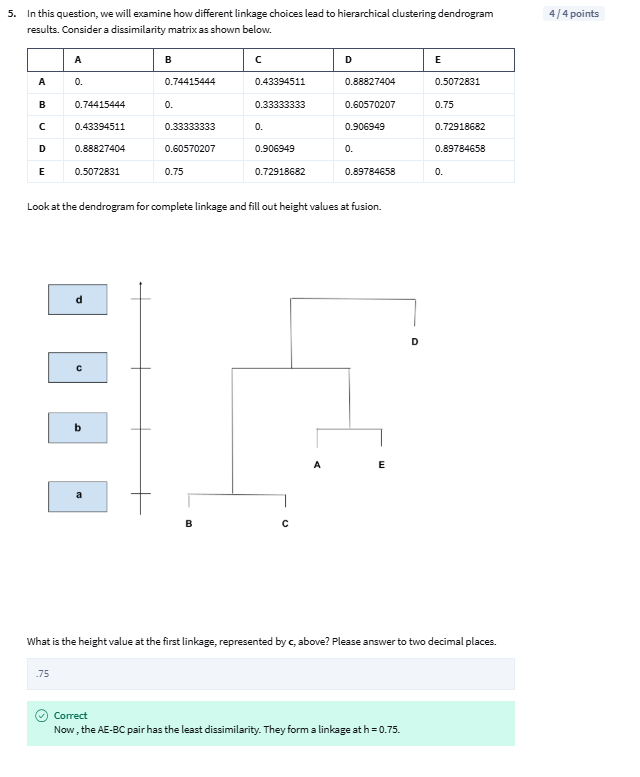 5. In this question, we will examine how different linkage choices lead to hierarchical clustering dendrogram
4 / 4 points
results. Consider a dissimilarity matrix as shown below.
A B C D E
A 0. 0.74415444 0.43394511 0.88827404 0.5072831
B 0.74415444 0. 0.33333333 0.60570207 0.75
C 0.43394511 0.33333333 0. 0.906949 0.72918682
D 0.88827404 0.60570207 0.906949 0. 0.89784658
E 0.5072831 0.75 0.72918682 0.89784658 0.
Look at the dendrogram for complete linkage and fill out height values at fusion.
d
D
c
b
A E
a
B C
What is the height value at the first linkage, represented by c, above? Please answer to two decimal places.
.75
Correct
Now , the AE-BC pair has the least dissimilarity. They form a linkage at h = 0.75.